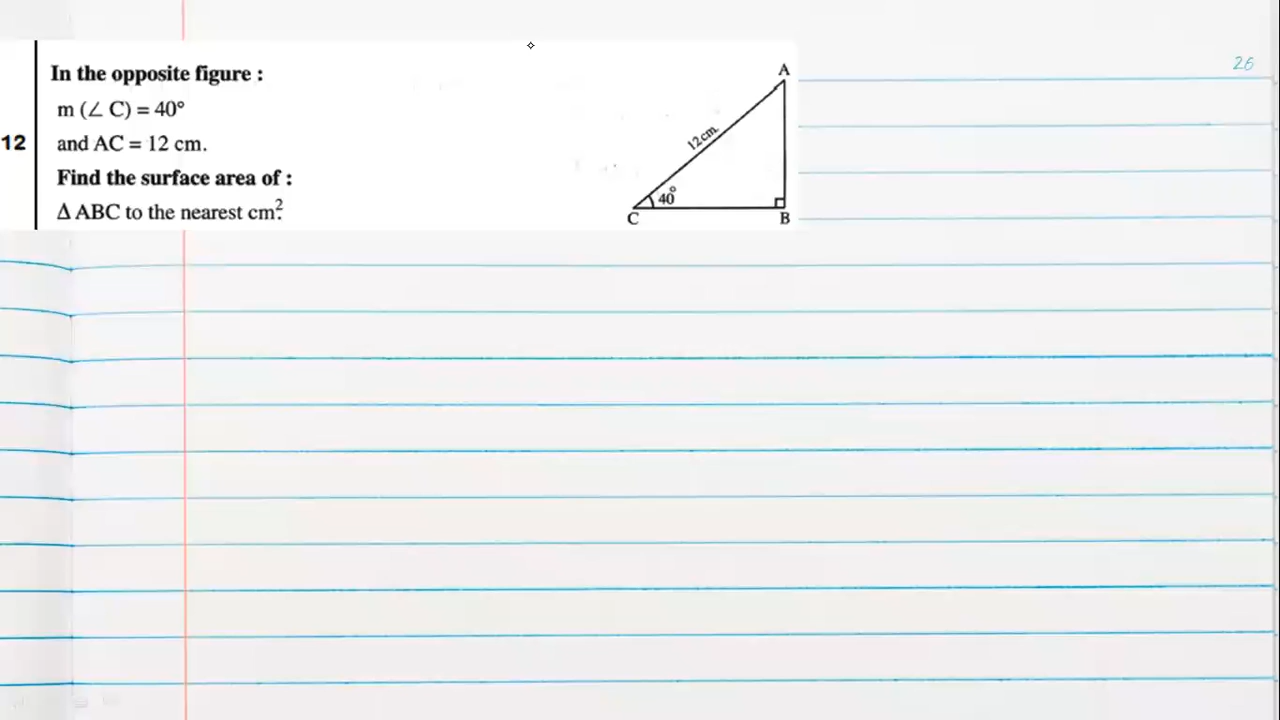 26
In the opposite figure :
m (∠ C) = 40°
12
and AC = 12 cm.
Find the surface area of :
Δ ABC to the nearest cm².
A
12cm.
40°
C
B